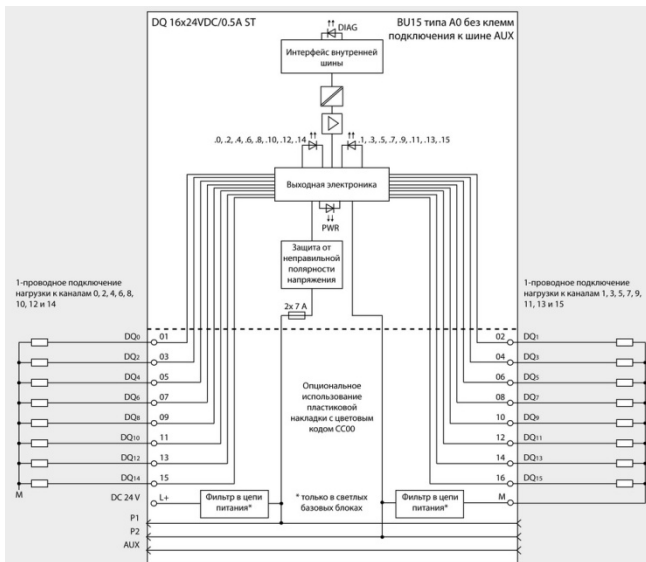 DQ 16x24VDC/0.5A ST
BU15 типа A0 без клемм
подключения к шине AUX
DIAG
Интерфейс внутренней
шины
.0, .2, .4, .6, .8, .10, .12, .14
.1, .3, .5, .7, .9, .11, .13, .15
Выходная электроника
PWR
Защита от
неправильной
полярности
напряжения
2x 7 A
1-проводное подключение
нагрузки к каналам 0, 2, 4, 6, 8,
10, 12 и 14
1-проводное подключение
нагрузки к каналам 1, 3, 5, 7, 9,
11, 13 и 15
DQ0 01
02 DQ1
DQ2 03
04 DQ3
DQ4 05
06 DQ5
DQ6 07
08 DQ7
DQ8 09
10 DQ9
DQ10 11
12 DQ11
DQ12 13
14 DQ13
DQ14 15
16 DQ15
Опциональное
использование
пластиковой
накладки с цветовым
кодом CC00
M
DC 24 V L+
Фильтр в цепи
питания*
* только в светлых
базовых блоках
Фильтр в цепи
питания*
M
P1
P2
AUX